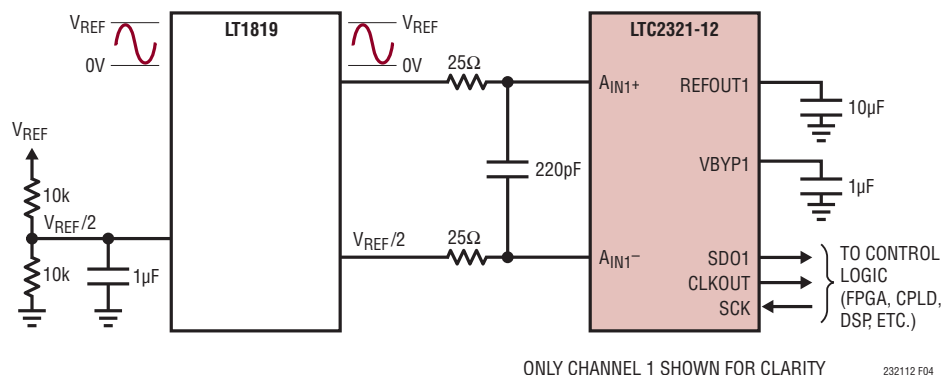 VREF
0V
LT1819
VREF
0V
LTC2321-12
25Ω
AIN1+
REFOUT1
10µF
VREF
10k
VREF/2
10k
1µF
220pF
VBYP1
1µF
VREF/2
25Ω
AIN1–
SDO1
CLKOUT
SCK
TO CONTROL
LOGIC
(FPGA, CPLD,
DSP, ETC.)
ONLY CHANNEL 1 SHOWN FOR CLARITY
232112 F04